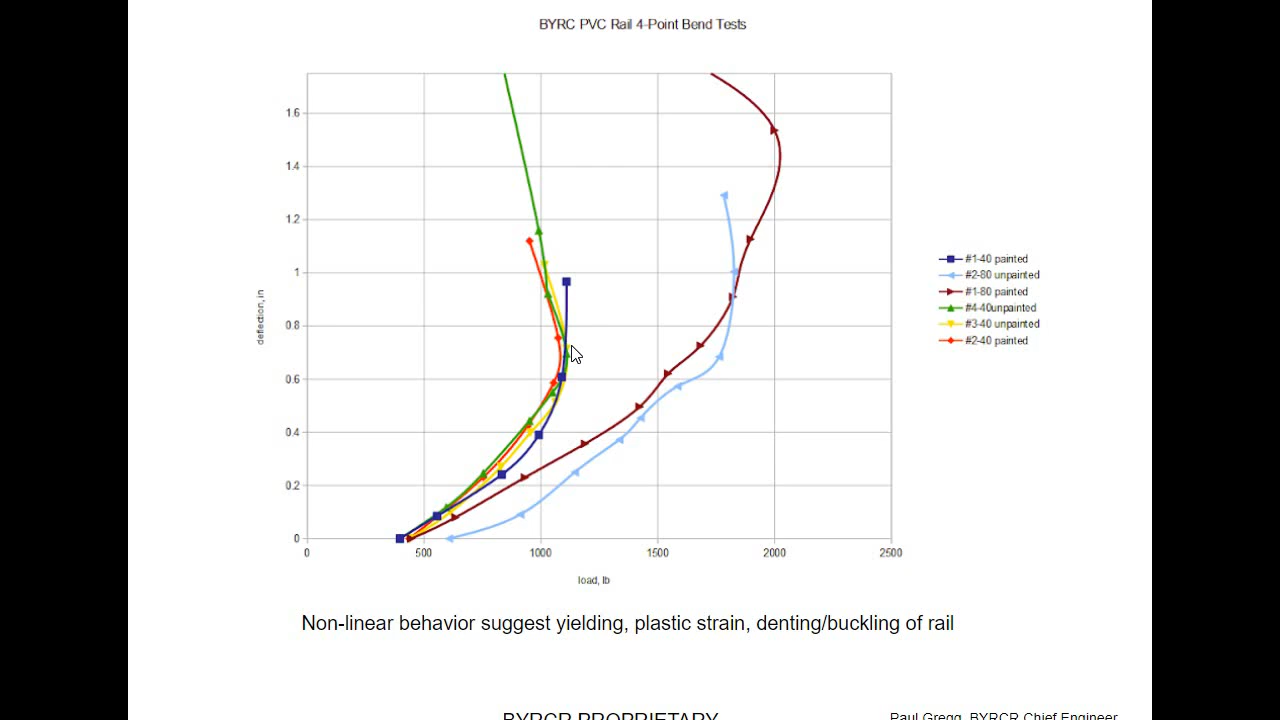 BYRC PVC Rail 4-Point Bend Tests
1.6
1.4
1.2
1
0.8
0.6
0.4
0.2
0
deflection, in
0
500
1000
1500
2000
2500
load, lb
#1-40 painted
#2-80 unpainted
#1-80 painted
#4-40unpainted
#3-40 unpainted
#2-40 painted
Non-linear behavior suggest yielding, plastic strain, denting/buckling of rail
BYRCR PROPRIETARY
Paul Gregg, BYRCR Chief Engineer